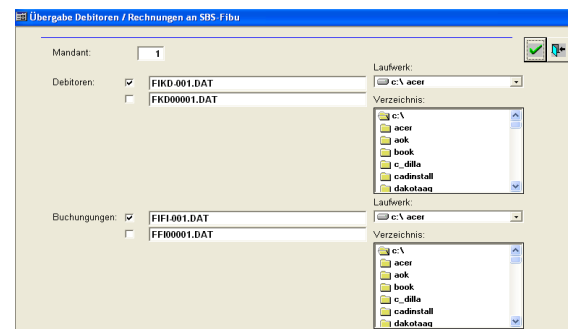 Übergabe Debitoren / Rechnungen an SBS-Fibu
Mandant: 1
Laufwerk:
Debitoren: FIKD-001.DAT c:\ acer
FKD00001.DAT Verzeichnis:
c:\
acer
aok
book
c_dilla
cadinstall
dakotaag
Laufwerk:
Buchungungen: FIFI-001.DAT c:\ acer
FFI00001.DAT Verzeichnis:
c:\
acer
aok
book
c_dilla
cadinstall
dakotaag